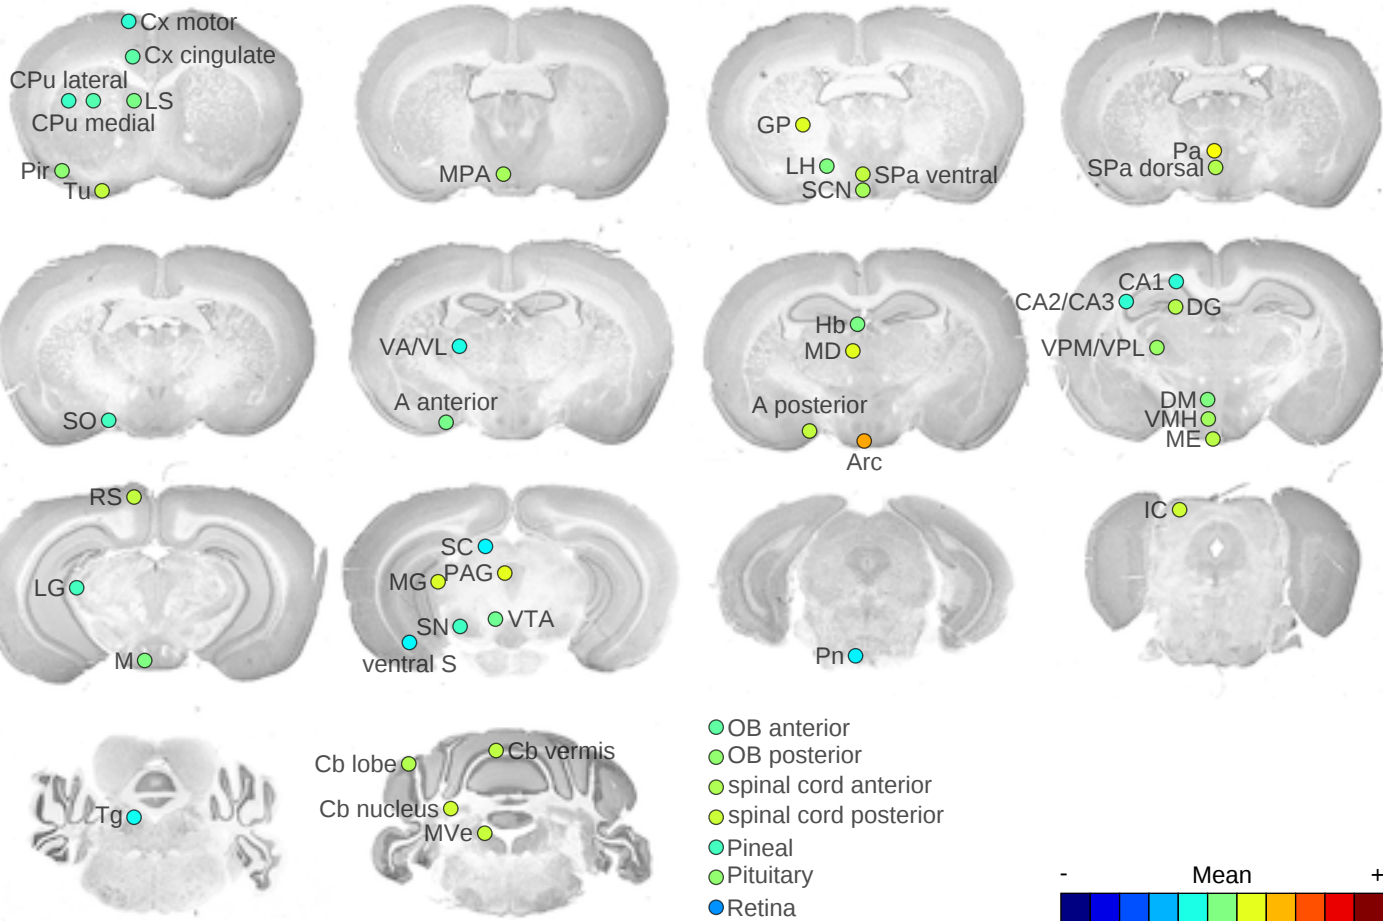 Cx motor
Cx cingulate
CPu lateral
LS
CPu medial
Pir
Tu
MPA
GP
LH
SPa ventral
SCN
Pa
SPa dorsal
SO
VA/VL
A anterior
Hb
MD
A posterior
Arc
CA1
CA2/CA3
DG
VPM/VPL
DM
VMH
ME
RS
LG
M
SC
MG
PAG
SN
VTA
ventral S
Pn
IC
Tg
Cb lobe
Cb vermis
Cb nucleus
MVe
OB anterior
OB posterior
spinal cord anterior
spinal cord posterior
Pineal
Pituitary
Retina
- Mean +